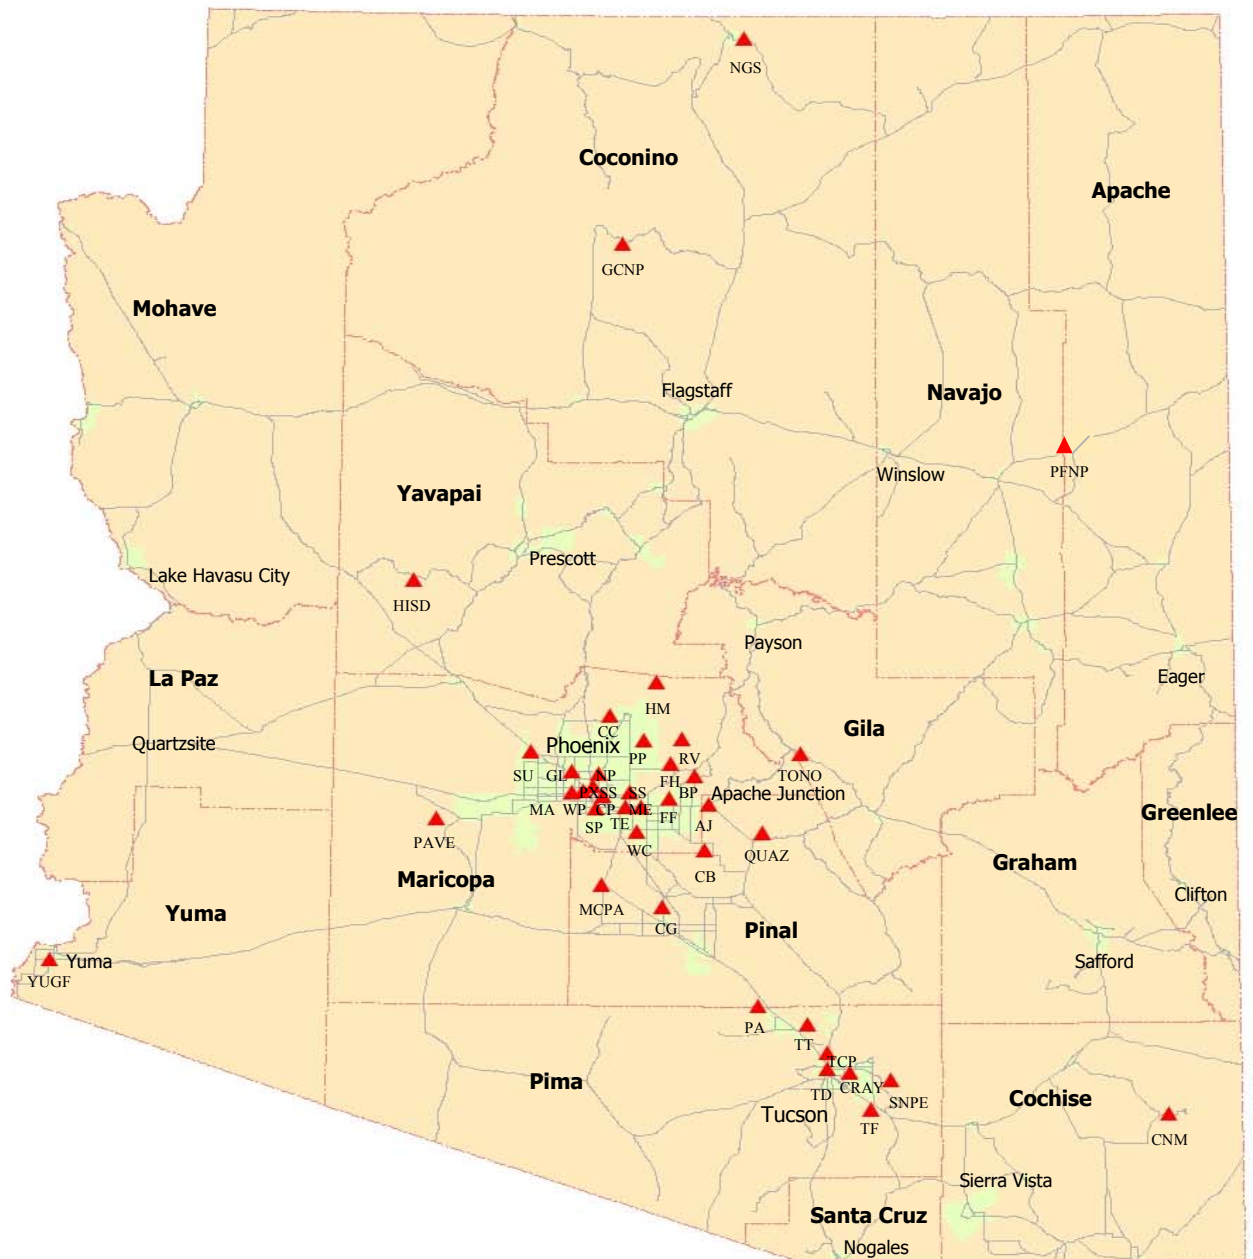 NGS
Coconino
Apache
GCNP
Mohave
Flagstaff
Navajo
PFNP
Winslow
Yavapai
Prescott
Lake Havasu City
HISD
Payson
La Paz
Eager
HM
Gila
CC
Quartzsite
Phoenix
PP
RV
SU
GL
NP
FH
TONO
BP
Apache Junction
MA
WP
PXSS
CP
SS
ME
FF
SP
TE
AJ
Greenlee
PAVE
WC
QUAZ
Graham
Maricopa
CB
Clifton
Yuma
MCPA
CG
Pinal
Yuma
Safford
YUGF
PA
TT
TCP
Pima
TD
CRAY
SNPE
Cochise
Tucson
TF
CNM
Sierra Vista
Santa Cruz
Nogales